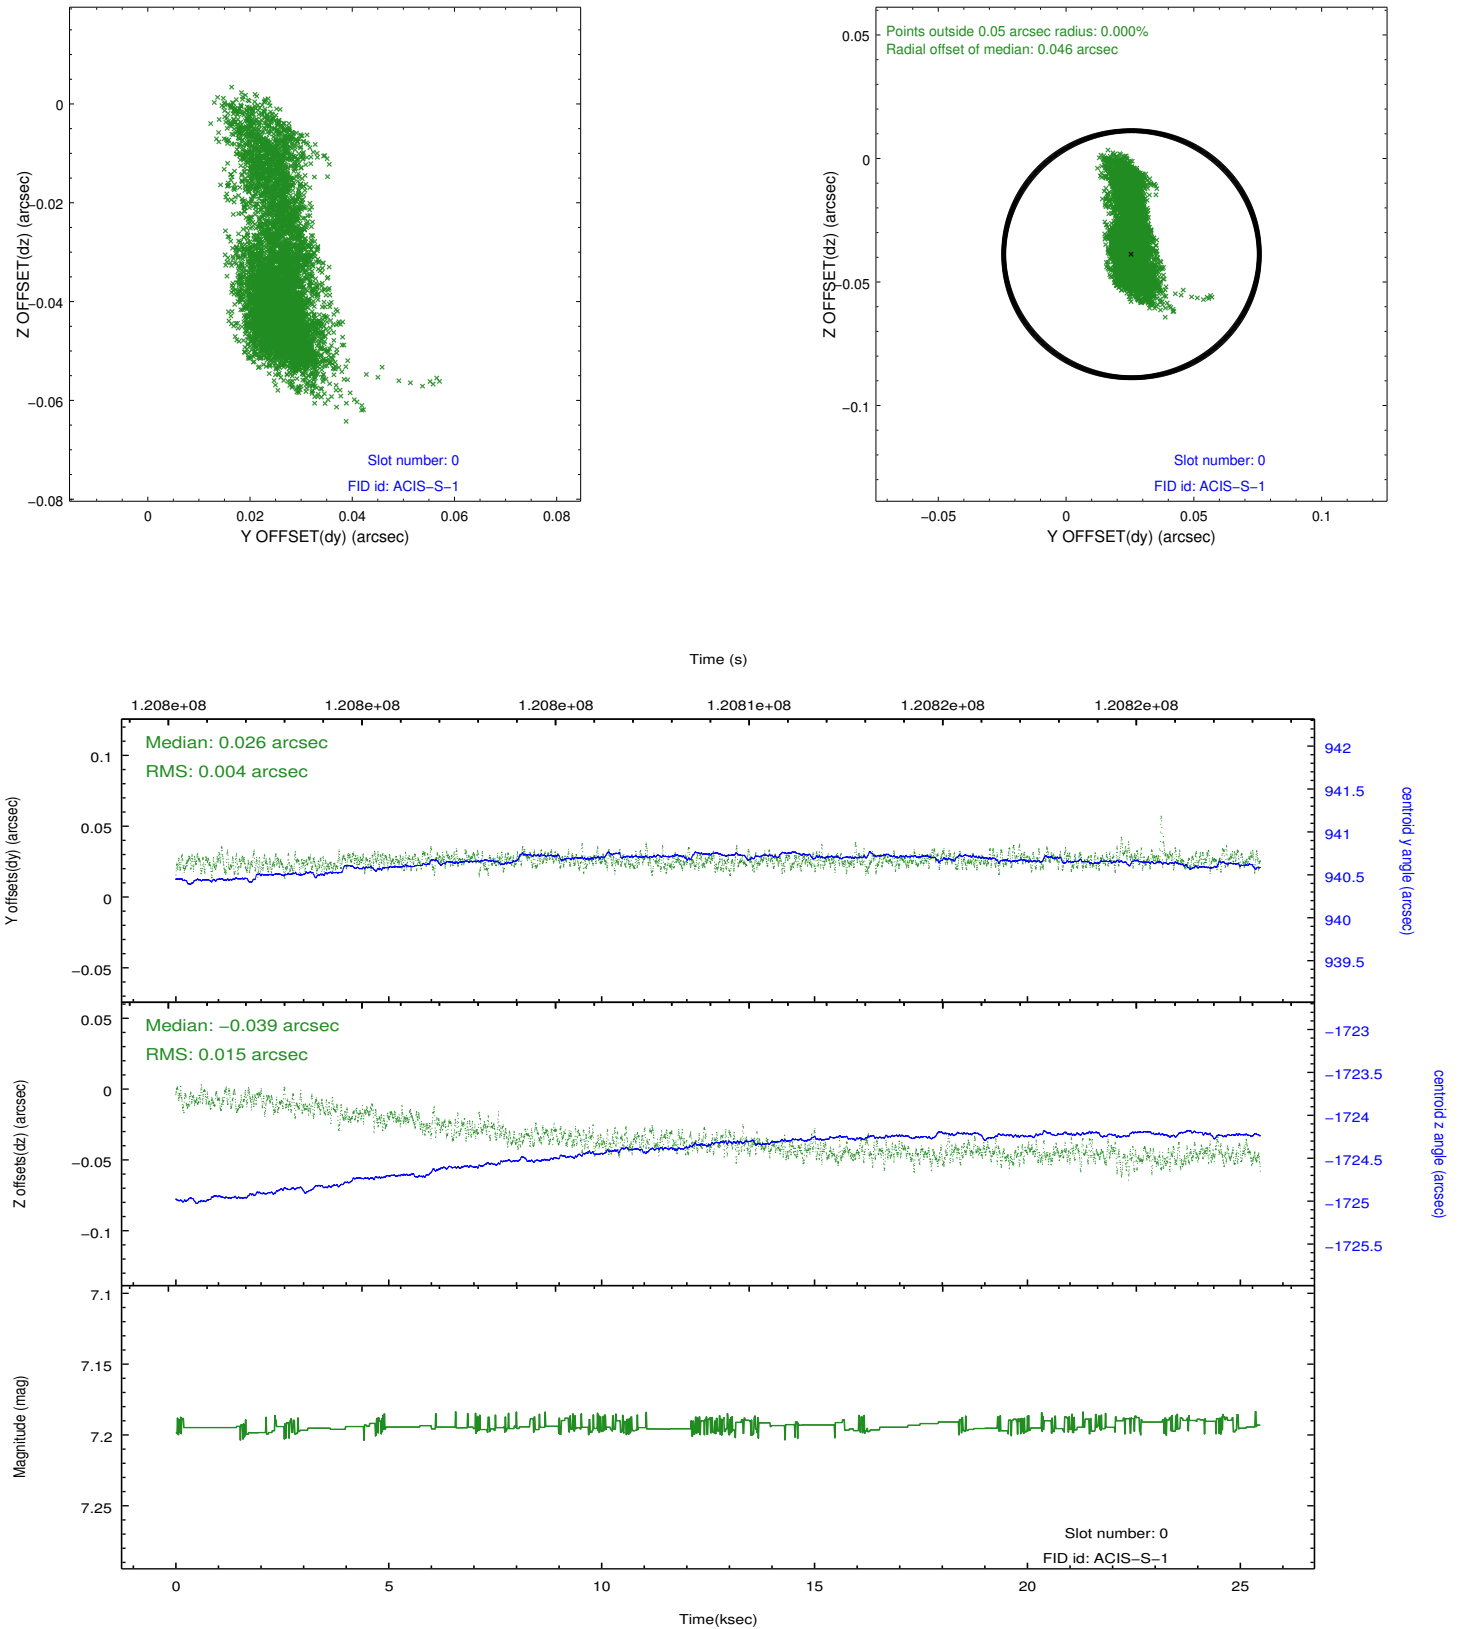 0
−0.02
−0.04
−0.06
−0.08
Z OFFSET(dz) (arcsec)
Slot number: 0
FID id: ACIS−S−1
0 0.02 0.04 0.06 0.08
Y OFFSET(dy) (arcsec)
Points outside 0.05 arcsec radius: 0.000%
Radial offset of median: 0.046 arcsec
0.05
0
−0.05
−0.1
Z OFFSET(dz) (arcsec)
Slot number: 0
FID id: ACIS−S−1
−0.05 0 0.05 0.1
Y OFFSET(dy) (arcsec)
Time (s)
1.208e+08 1.208e+08 1.208e+08 1.2081e+08 1.2082e+08 1.2082e+08
Median: 0.026 arcsec
RMS: 0.004 arcsec
0.1
0.05
0
−0.05
Y offsets(dy) (arcsec)
942
941.5
941
940.5
940
939.5
centroid y angle (arcsec)
Median: −0.039 arcsec
RMS: 0.015 arcsec
0.05
0
−0.05
−0.1
Z offsets(dz) (arcsec)
−1723
−1723.5
−1724
−1724.5
−1725
−1725.5
centroid z angle (arcsec)
7.1
7.15
7.2
7.25
Magnitude (mag)
Slot number: 0
FID id: ACIS−S−1
0 5 10 15 20 25
Time(ksec)